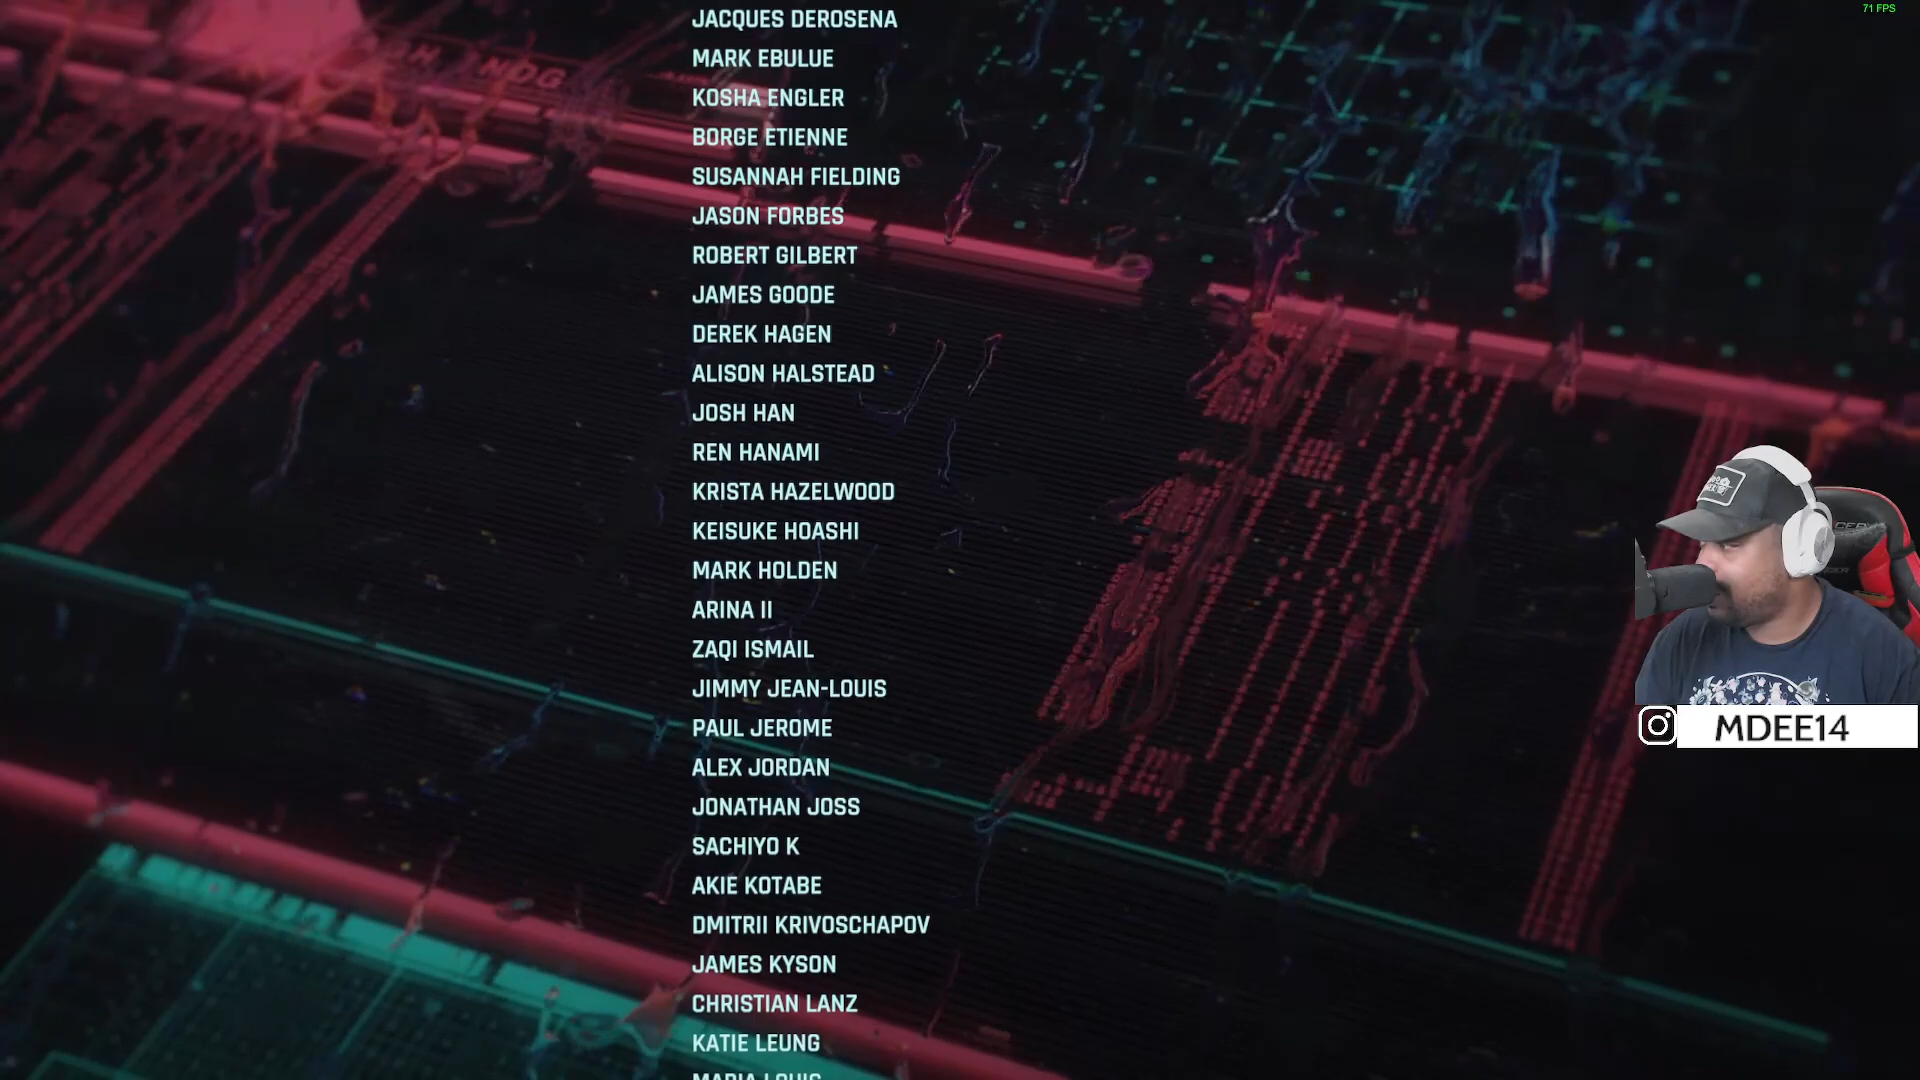 71 FPS
JACQUES DEROSENA
MARK EBULUE
KOSHA ENGLER
BORGE ETIENNE
SUSANNAH FIELDING
JASON FORBES
ROBERT GILBERT
JAMES GOODE
DEREK HAGEN
ALISON HALSTEAD
JOSH HAN
REN HANAMI
KRISTA HAZELWOOD
KEISUKE HOASHI
MARK HOLDEN
ARINA II
ZAQI ISMAIL
JIMMY JEAN-LOUIS
PAUL JEROME
ALEX JORDAN
JONATHAN JOSS
SACHIYO K
AKIE KOTABE
DMITRII KRIVOSCHAPOV
JAMES KYSON
CHRISTIAN LANZ
KATIE LEUNG
MARIA LOUIS
MDEE14